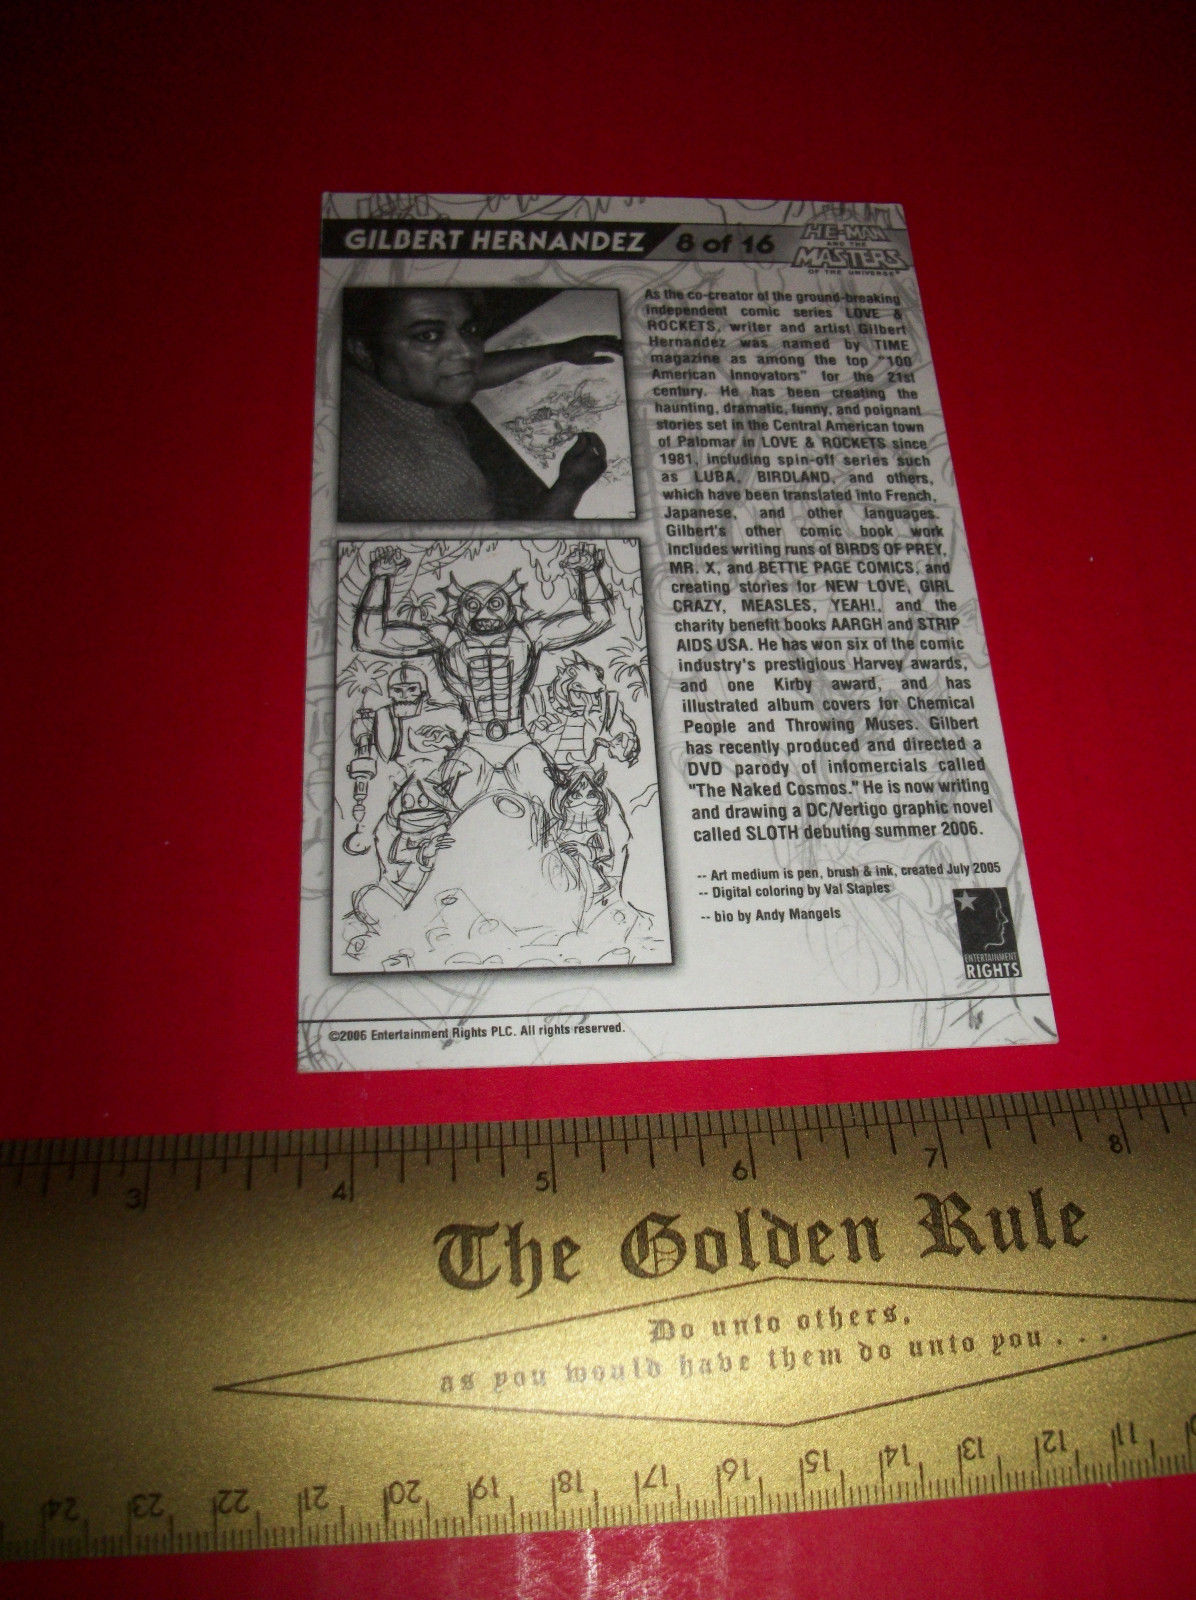 GILBERT HERNANDEZ 8 of 16
HE-MAN
AND THE
MASTERS
OF THE UNIVERSE
As the co-creator of the ground-breaking
independent comic series LOVE &
ROCKETS, writer and artist Gilbert
Hernandez was named by TIME
magazine as among the top "100
American Innovators" for the 21st
century. He has been creating the
haunting, dramatic, funny, and poignant
stories set in the Central American town
of Palomar in LOVE & ROCKETS since
1981, including spin-off series such
as LUBA, BIRDLAND, and others,
which have been translated into French,
Japanese, and other languages.
Gilbert's other comic book work
includes writing runs of BIRDS OF PREY,
MR. X, and BETTIE PAGE COMICS, and
creating stories for NEW LOVE, GIRL
CRAZY, MEASLES, YEAH!, and the
charity benefit books AARGH and STRIP
AIDS USA. He has won six of the comic
industry's prestigious Harvey awards,
and one Kirby award, and has
illustrated album covers for Chemical
People and Throwing Muses. Gilbert
has recently produced and directed a
DVD parody of infomercials called
"The Naked Cosmos." He is now writing
and drawing a DC/Vertigo graphic novel
called SLOTH debuting summer 2006.
-- Art medium is pen, brush & ink, created July 2005
-- Digital coloring by Val Staples
-- bio by Andy Mangels
ENTERTAINMENT
RIGHTS
©2006 Entertainment Rights PLC. All rights reserved.
3 4 5 6 7 8
The Golden Rule
Do unto others,
as you would have them do unto you . . .
24 23 22 21 20 19 18 17 16 15 14 13 12 11